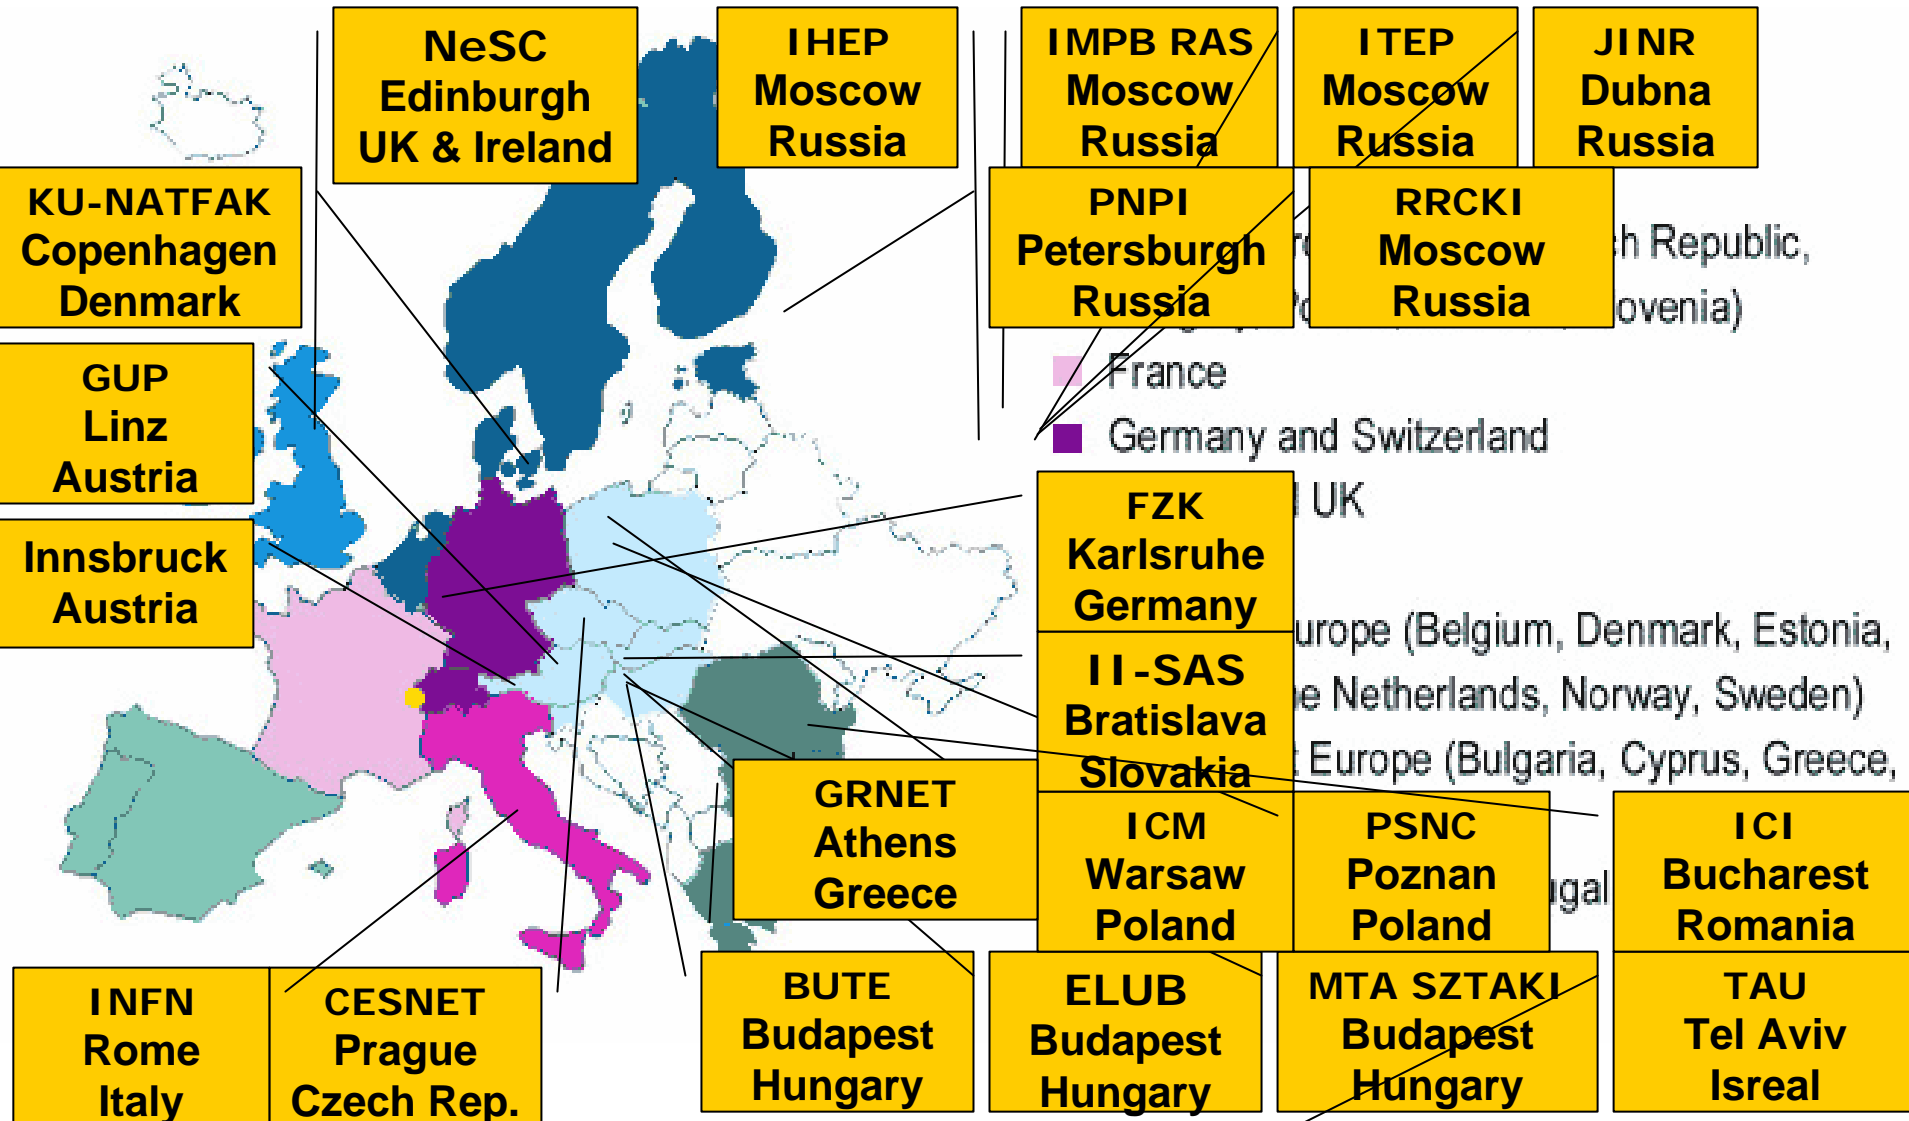 NeSC
Edinburgh
UK & Ireland
IHEP
Moscow
Russia
IMPB RAS
Moscow
Russia
ITEP
Moscow
Russia
JINR
Dubna
Russia
KU-NATFAK
Copenhagen
Denmark
PNPI
Petersburgh
Russia
RRCKI
Moscow
Russia
Republic,
France
Germany and Switzerland
UK
GUP
Linz
Austria
Innsbruck
Austria
FZK
Karlsruhe
Germany
(Belgium, Denmark, Estonia,
Netherlands, Norway, Sweden)
Europe (Bulgaria, Cyprus, Greece,
II-SAS
Bratislava
Slovakia
GRNET
Athens
Greece
ICM
Warsaw
Poland
PSNC
Poznan
Poland
ICI
Bucharest
Romania
INFN
Rome
Italy
CESNET
Prague
Czech Rep.
BUTE
Budapest
Hungary
ELUB
Budapest
Hungary
MTA SZTAKI
Budapest
Hungary
TAU
Tel Aviv
Isreal